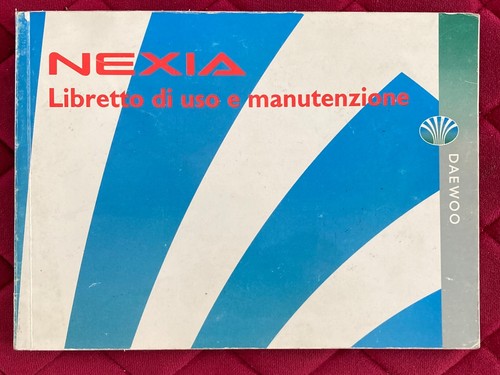 NEXIA
Libretto di uso e manutenzione
DAEWOO